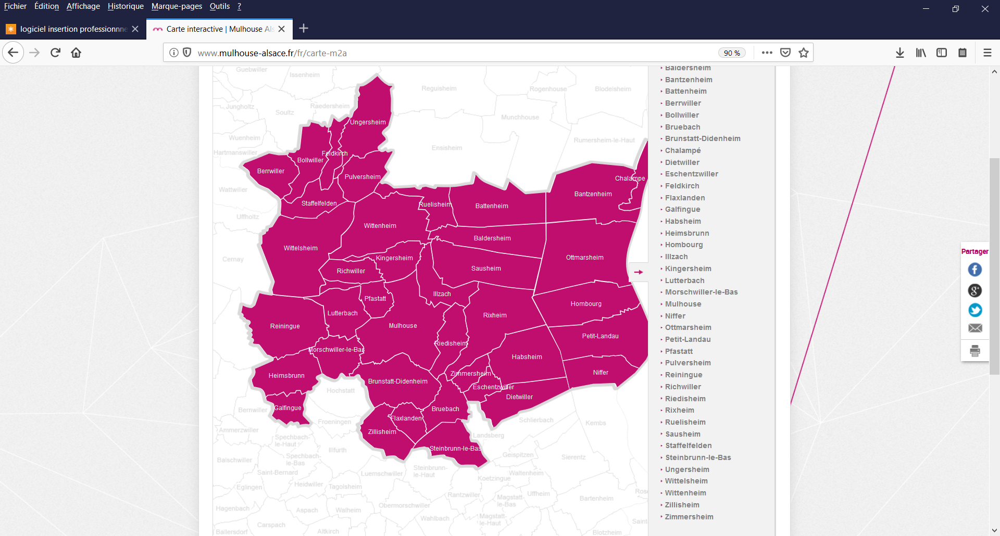 Fichier Édition Affichage Historique Marque-pages Outils ?
logiciel insertion professionnne
Carte interactive | Mulhouse Als
www.mulhouse-alsace.fr/fr/carte-m2a
90 %
Guebwiller
Issenheim
Reguisheim
Rogenhouse
Blodelsheim
Jungholtz
Soultz
Raedersheim
Munchhouse
Ungersheim
Wuenheim
Rumersheim-le-Haut
Hartmanswiller
Feldkirch
Ensisheim
Bollwiller
Berrwiller
Pulversheim
Chalampe
Wattwiller
Bantzenheim
Staffelfelden
Ruelisheim
Battenheim
Uffholtz
Wittenheim
Baldersheim
Wittelsheim
Cernay
Kingersheim
Ottmarsheim
Richwiller
Sausheim
Illzach
Pfastatt
Hombourg
Lutterbach
Rixheim
Reiningue
Mulhouse
Petit-Landau
Riedisheim
Morschwiller-le-Bas
Habsheim
Heimsbrunn
Zimmersheim
Niffer
Brunstatt-Didenheim
Eschentzwiller
Hochstatt
Dietwiller
Galfingue
Bruebach
Bernwiller
Flaxlanden
Froeningen
Schlierbach
Kembs
Ammerzwiller
Zillisheim
Landsberg
Spechbach-
le-Haut
Illfurth
Steinbrunn-le-Bas
Spechbach-
le-Bas
Geispitzen
Sierentz
Balschwiller
Saint-Bernard
Luemschwiller
Steinbrunn-
le-Haut
Waltenheim
Koetzingue
Eglingen
Heidwiller
Tagolsheim
Rantzwiller
Uffheim
Rose
Magstatt-
le-Bas
Bartenheim
Hagenbach
Aspach
Walheim
Obermorschwiller
Wahlbach
Magstatt-
le-Haut
Saint-
Carspach
Ballersdorf
Altkirch
Blotzheim
Baldersheim
Bantzenheim
Battenheim
Berrwiller
Bollwiller
Bruebach
Brunstatt-Didenheim
Chalampé
Dietwiller
Eschentzwiller
Feldkirch
Flaxlanden
Galfingue
Habsheim
Heimsbrunn
Hombourg
Illzach
Kingersheim
Lutterbach
Morschwiller-le-Bas
Mulhouse
Niffer
Ottmarsheim
Petit-Landau
Pfastatt
Pulversheim
Reiningue
Richwiller
Riedisheim
Rixheim
Ruelisheim
Sausheim
Staffelfelden
Steinbrunn-le-Bas
Ungersheim
Wittelsheim
Wittenheim
Zillisheim
Zimmersheim
Partager